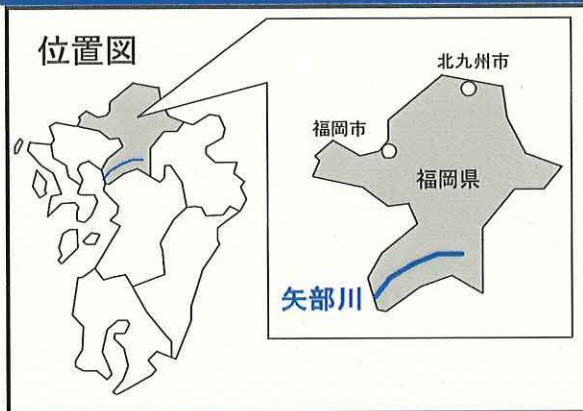 位置図
北九州市
福岡市
福岡県
矢部川